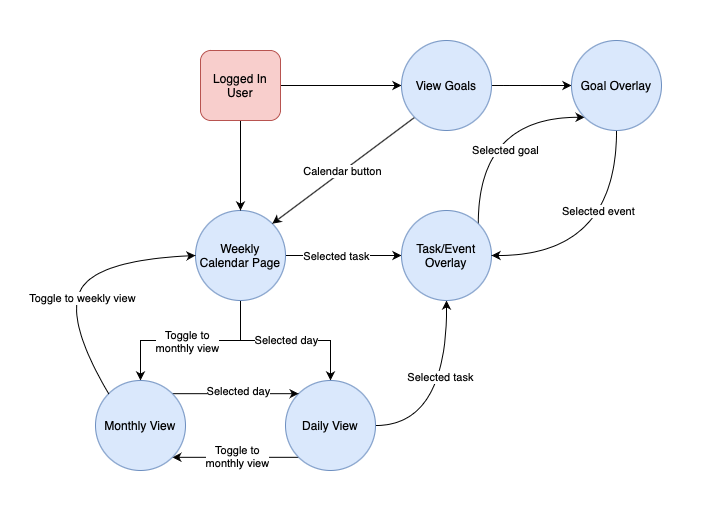 Logged In
User
View Goals
Goal Overlay
Selected goal
Calendar button
Selected event
Weekly
Calendar Page
Selected task
Task/Event
Overlay
Toggle to weekly view
Toggle to
monthly view
Selected day
Selected task
Selected day
Monthly View
Daily View
Toggle to
monthly view